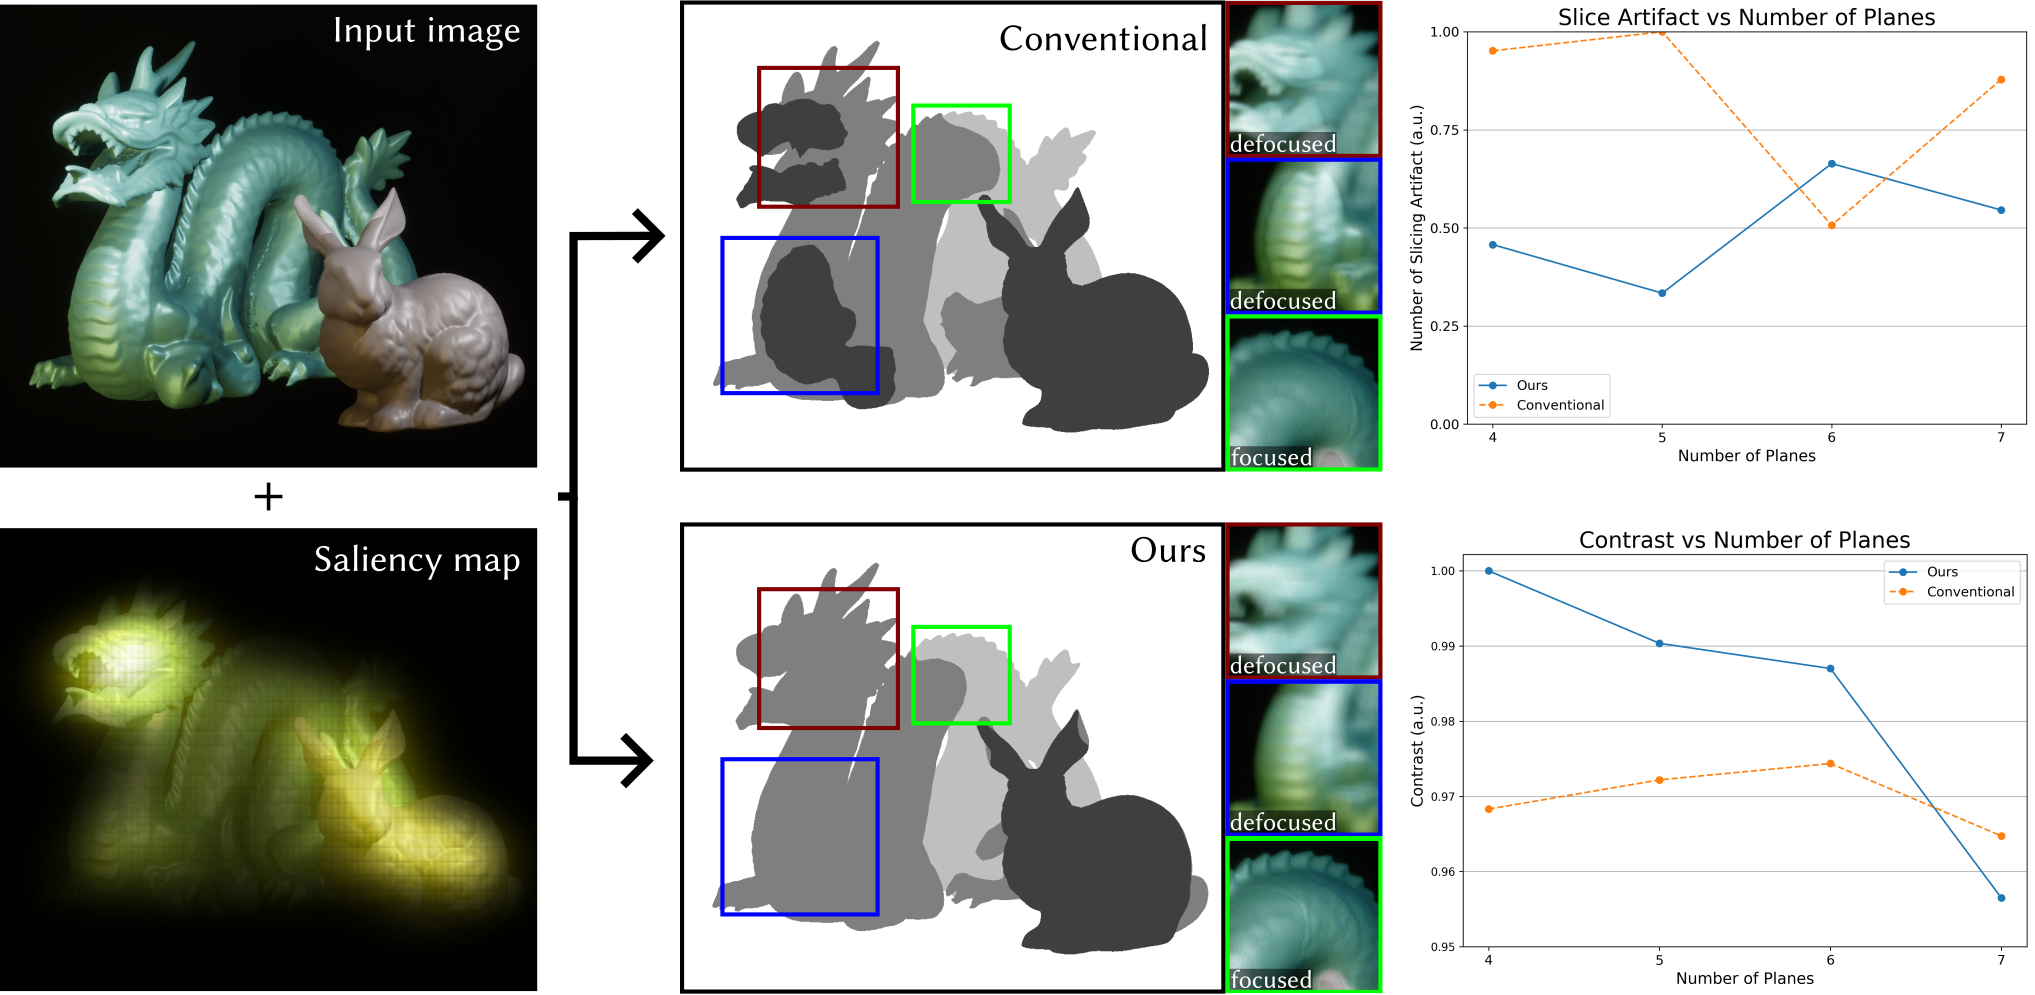 Input image
+
Saliency map
Conventional
defocused
defocused
focused
Ours
defocused
defocused
focused
Slice Artifact vs Number of Planes
Number of Slicing Artifact (a.u.)
1.00
0.75
0.50
0.25
0.00
Ours
Conventional
4 5 6 7
Number of Planes
Contrast vs Number of Planes
Contrast (a.u.)
1.00
0.99
0.98
0.97
0.96
0.95
Ours
Conventional
4 5 6 7
Number of Planes